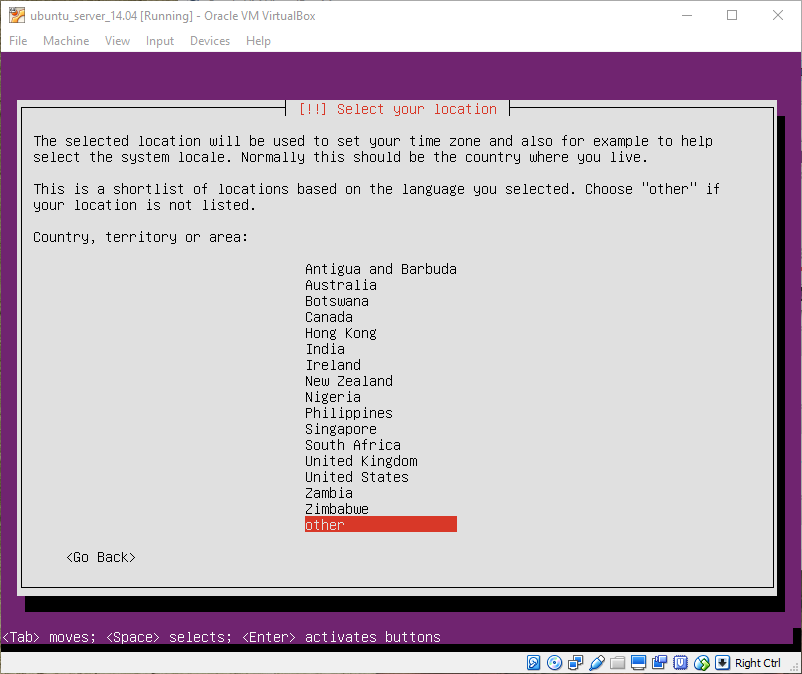 ubuntu_server_14.04 [Running] - Oracle VM VirtualBox
File Machine View Input Devices Help
[!!] Select your location
The selected location will be used to set your time zone and also for example to help
select the system locale. Normally this should be the country where you live.
This is a shortlist of locations based on the language you selected. Choose "other" if
your location is not listed.
Country, territory or area:
Antigua and Barbuda
Australia
Botswana
Canada
Hong Kong
India
Ireland
New Zealand
Nigeria
Philippines
Singapore
South Africa
United Kingdom
United States
Zambia
Zimbabwe
other
<Go Back>
<Tab> moves; <Space> selects; <Enter> activates buttons
Right Ctrl